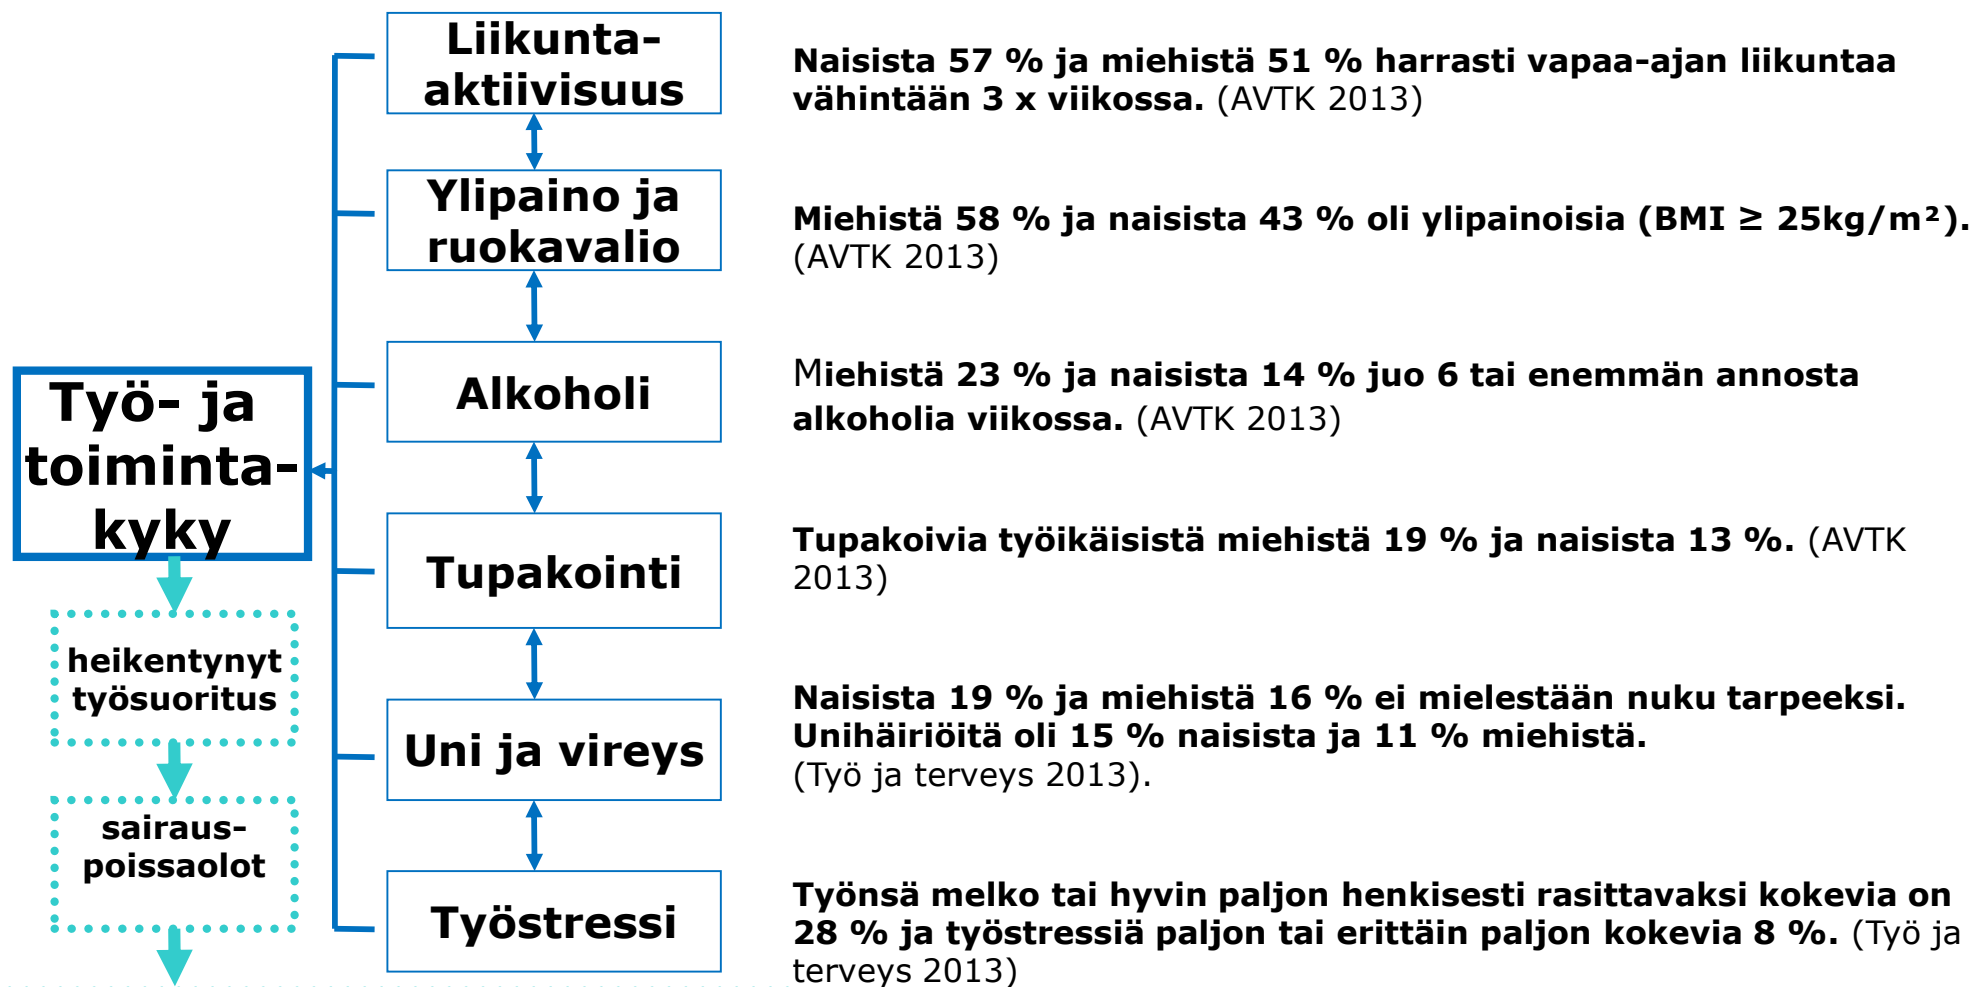 Liikunta-
aktiivisuus
Naisista 57 % ja miehistä 51 % harrasti vapaa-ajan liikuntaa
vähintään 3 x viikossa. (AVTK 2013)
Ylipaino ja
ruokavalio
Miehistä 58 % ja naisista 43 % oli ylipainoisia (BMI ≥ 25kg/m²).
(AVTK 2013)
Alkoholi
Miehistä 23 % ja naisista 14 % juo 6 tai enemmän annosta
alkoholia viikossa. (AVTK 2013)
Työ- ja
toiminta-
kyky
Tupakointi
Tupakoivia työikäisistä miehistä 19 % ja naisista 13 %. (AVTK
2013)
heikentynyt
työsuoritus
Uni ja vireys
Naisista 19 % ja miehistä 16 % ei mielestään nuku tarpeeksi.
Unihäiriöitä oli 15 % naisista ja 11 % miehistä.
(Työ ja terveys 2013).
sairaus-
poissaolot
Työstressi
Työnsä melko tai hyvin paljon henkisesti rasittavaksi kokevia on
28 % ja työstressiä paljon tai erittäin paljon kokevia 8 %. (Työ ja
terveys 2013)